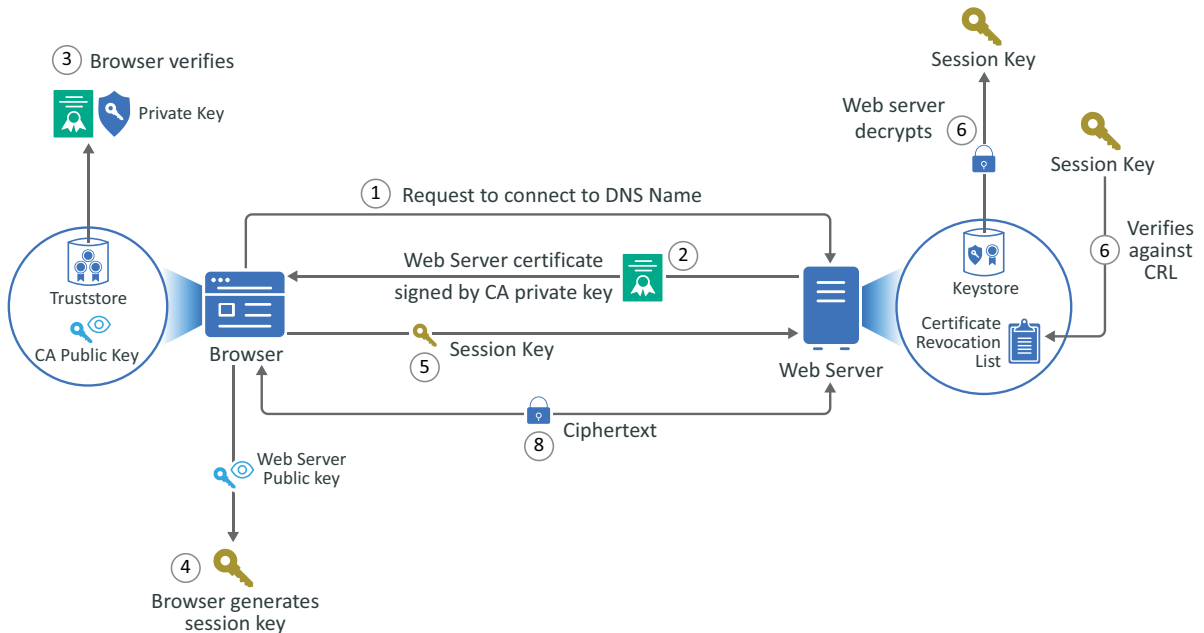 3 Browser verifies
Private Key
Truststore
CA Public Key
Browser
1 Request to connect to DNS Name
Web Server certificate
signed by CA private key
2
5
Session Key
8
Ciphertext
Web Server
Public key
4
Browser generates
session key
Web Server
Session Key
Web server
decrypts
6
Keystore
Certificate
Revocation
List
Session Key
6
Verifies
against
CRL